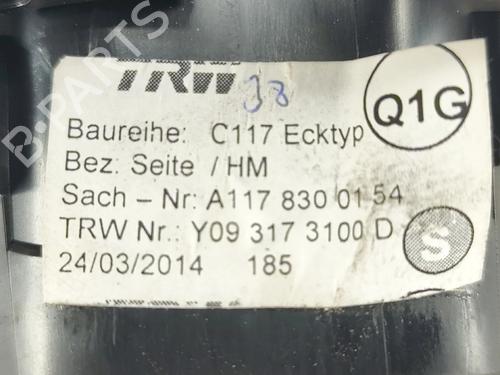 TRW 38
Q1G
Baureihe: C117 Ecktyp
Bez. Seite / HM
Sach - Nr: A117 830 01 54
TRW Nr.: Y09 317 3100 D
S
24/03/2014 185
B-PARTS